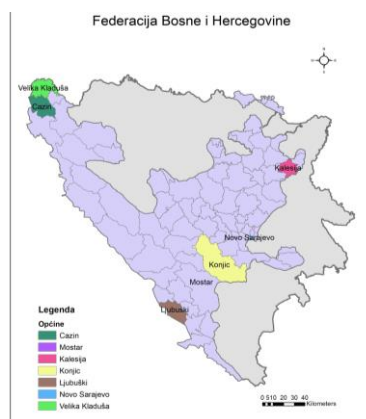 Federacija Bosne i Hercegovine
Velika Kladuša
Cazin
Kalesija
Novo Sarajevo
Konjic
Mostar
Ljubuški
Legenda
Općine
Cazin
Mostar
Kalesija
Konjic
Ljubuški
Novo Sarajevo
Velika Kladuša
0 5 10 20 30 40
Kilometers